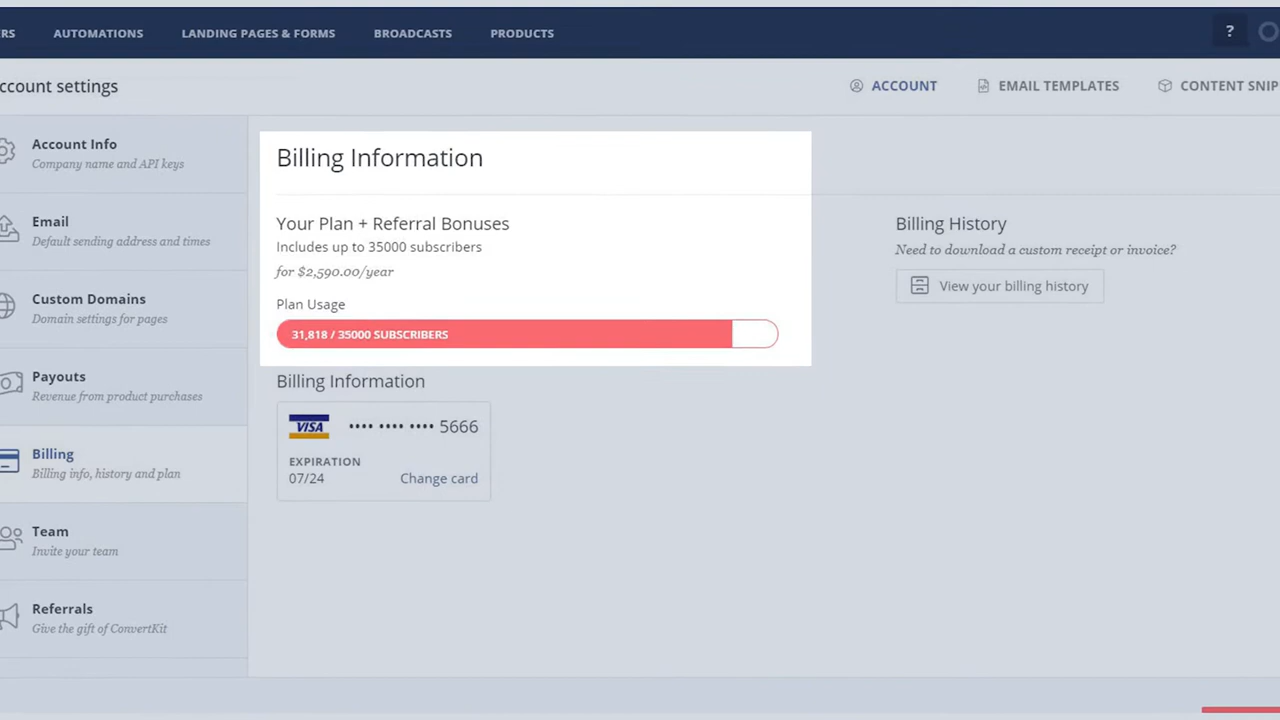 RS AUTOMATIONS LANDING PAGES & FORMS BROADCASTS PRODUCTS ?
ccount settings ACCOUNT EMAIL TEMPLATES CONTENT SNIP
Account Info
Company name and API keys
Email
Default sending address and times
Custom Domains
Domain settings for pages
Payouts
Revenue from product purchases
Billing
Billing info, history and plan
Team
Invite your team
Referrals
Give the gift of ConvertKit
Billing Information
Your Plan + Referral Bonuses
Includes up to 35000 subscribers
for $2,590.00/year
Plan Usage
31,818 / 35000 SUBSCRIBERS
Billing Information
VISA •••• •••• •••• 5666
EXPIRATION
07/24 Change card
Billing History
Need to download a custom receipt or invoice?
View your billing history